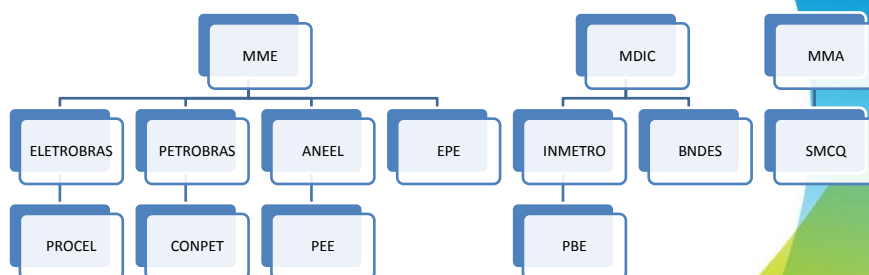 MME MDIC MMA
ELETROBRAS PETROBRAS ANEEL EPE INMETRO BNDES SMCQ
PROCEL CONPET PEE PBE